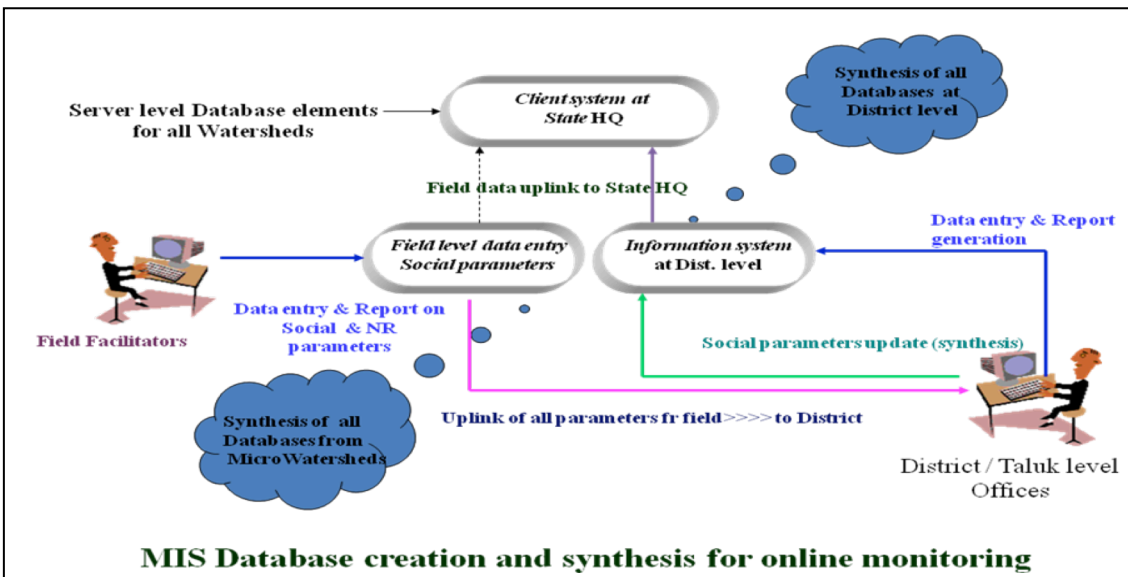 Synthesis of all
Databases at
District level
Client system at
State HQ
Server level Database elements
for all Watersheds
Field data uplink to State HQ
Data entry & Report
generation
Field level data entry
Social parameters
Information system
at Dist. level
Field Facilitators
Data entry & Report on
Social & NR
parameters
Social parameters update (synthesis)
Uplink of all parameters fr field >>>> to District
Synthesis of all
Databases from
MicroWatersheds
District / Taluk level
Offices
MIS Database creation and synthesis for online monitoring